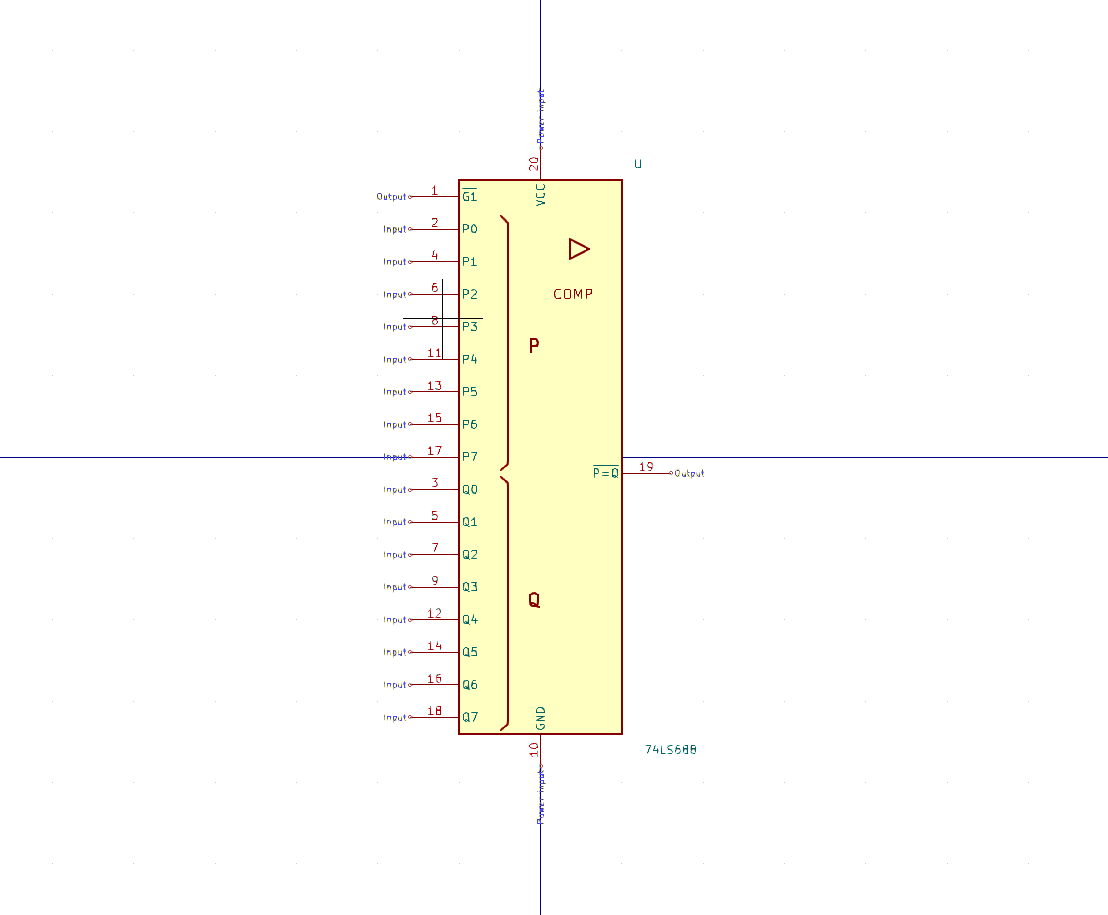 Power input
20
U
VCC
Output 1 G1
Input 2 P0
Input 4 P1
Input 6 P2
COMP
Input 8 P3
P
Input 11 P4
Input 13 P5
Input 15 P6
Input 17 P7
P=Q 19 Output
Input 3 Q0
Input 5 Q1
Input 7 Q2
Input 9 Q3
Q
Input 12 Q4
Input 14 Q5
Input 16 Q6
Input 18 Q7
GND
10
Power input